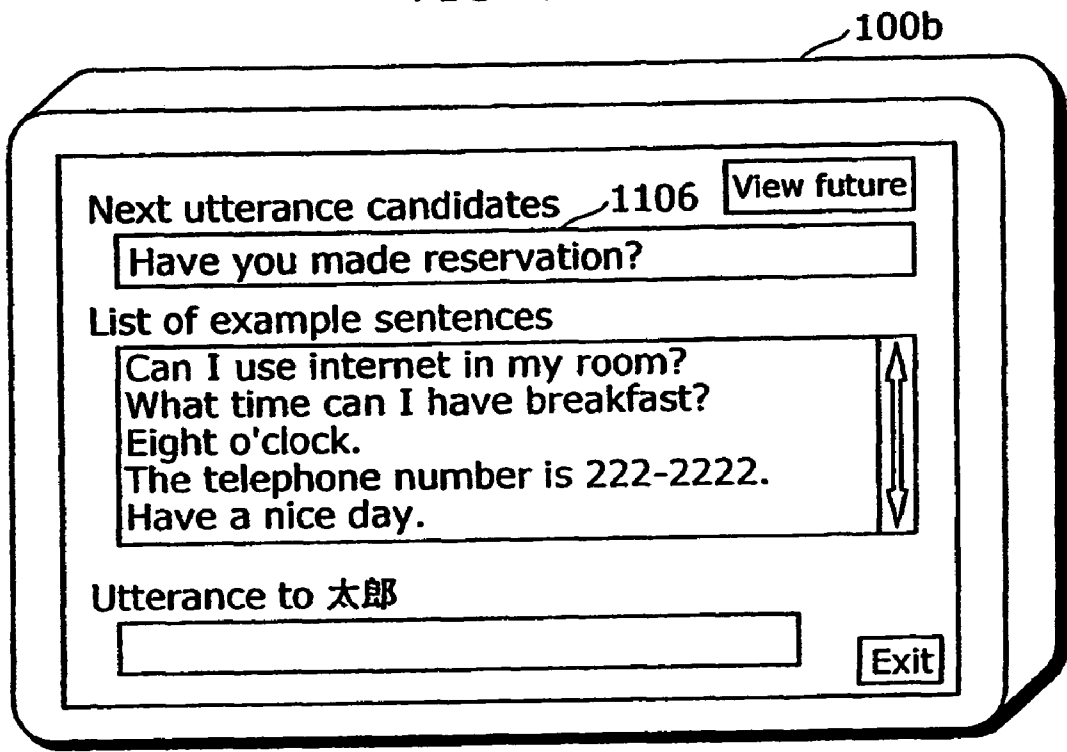 100b
View future
Next utterance candidates 1106
Have you made reservation?
List of example sentences
Can I use internet in my room?
What time can I have breakfast?
Eight o'clock.
The telephone number is 222-2222.
Have a nice day.
Utterance to 太郎
Exit